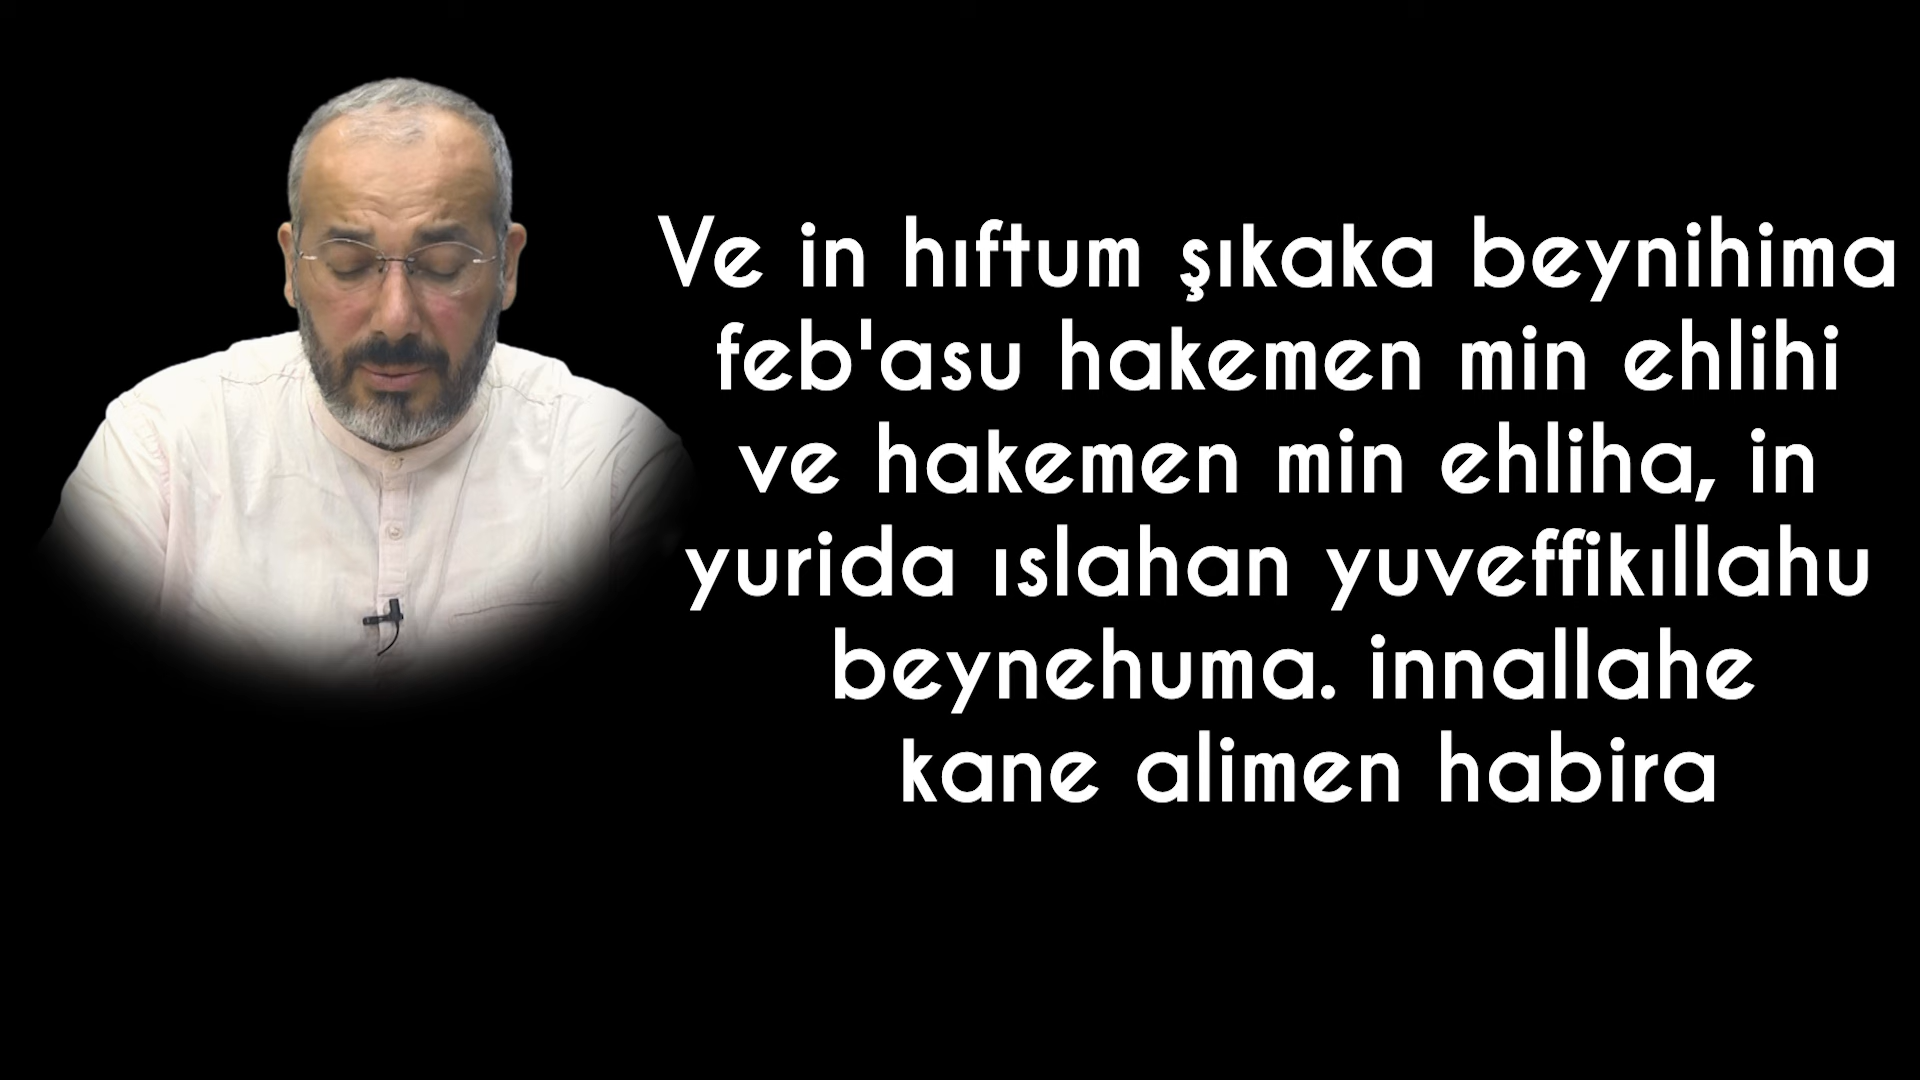 Ve in hıftum şıkaka beynihima
feb'asu hakemen min ehlihi
ve hakemen min ehliha, in
yurida ıslahan yuveffikıllahu
beynehuma. innallahe
kane alimen habira